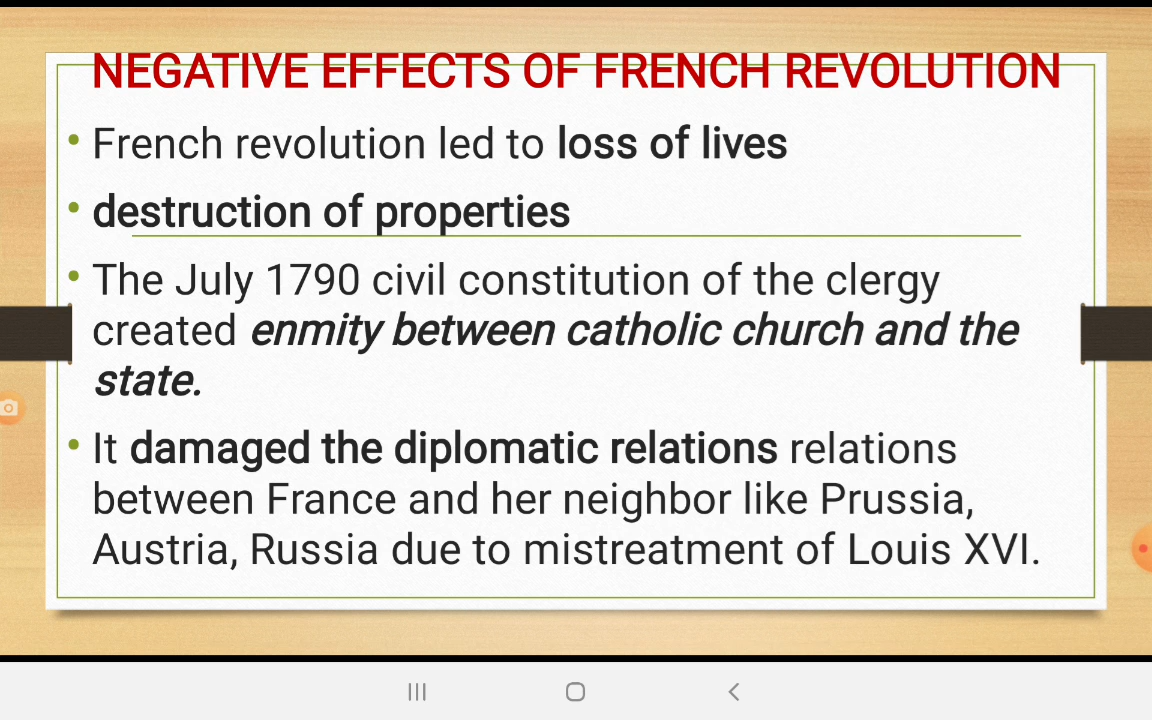 NEGATIVE EFFECTS OF FRENCH REVOLUTION
• French revolution led to loss of lives
• destruction of properties
• The July 1790 civil constitution of the clergy
created enmity between catholic church and the
state.
• It damaged the diplomatic relations relations
between France and her neighbor like Prussia,
Austria, Russia due to mistreatment of Louis XVI.